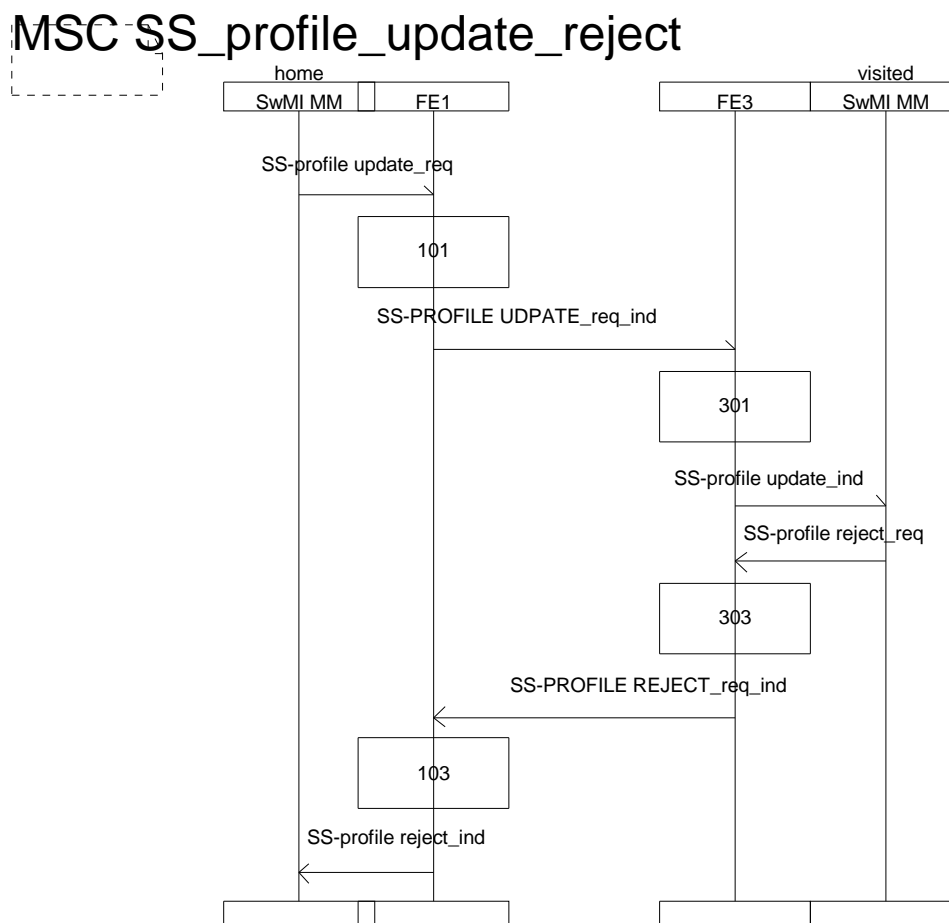 MSC SS_profile_update_reject
home
visited
SwMI MM
FE1
FE3
SwMI MM
SS-profile update_req
101
SS-PROFILE UDPATE_req_ind
301
SS-profile update_ind
SS-profile reject_req
303
SS-PROFILE REJECT_req_ind
103
SS-profile reject_ind